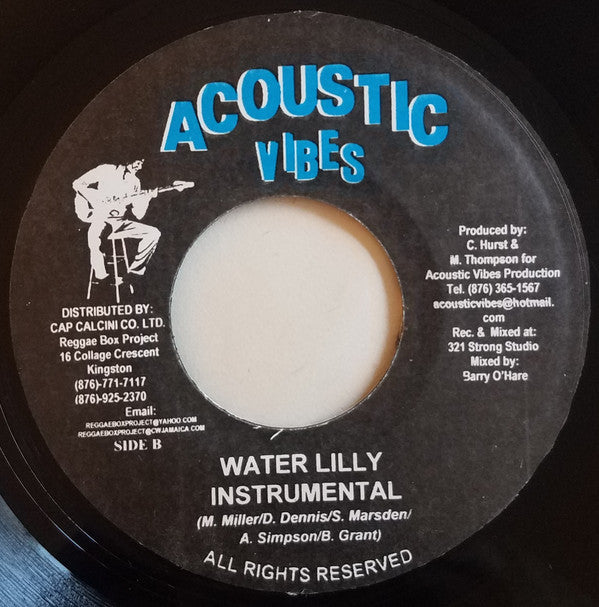 ACOUSTIC
VIBES
DISTRIBUTED BY:
CAP CALCINI CO. LTD.
Reggae Box Project
16 Collage Crescent
Kingston
(876)-771-7117
(876)-925-2370
Email:
REGGAEBOXPROJECT@YAHOO.COM
REGGAEBOXPROJECT@CWJAMAICA.COM
SIDE B
Produced by:
C. Hurst &
M. Thompson for
Acoustic Vibes Production
Tel. (876) 365-1567
acousticvibes@hotmail.
com
Rec. & Mixed at:
321 Strong Studio
Mixed by:
Barry O'Hare
WATER LILLY
INSTRUMENTAL
(M. Miller/D. Dennis/S. Marsden/
A. Simpson/B. Grant)
ALL RIGHTS RESERVED